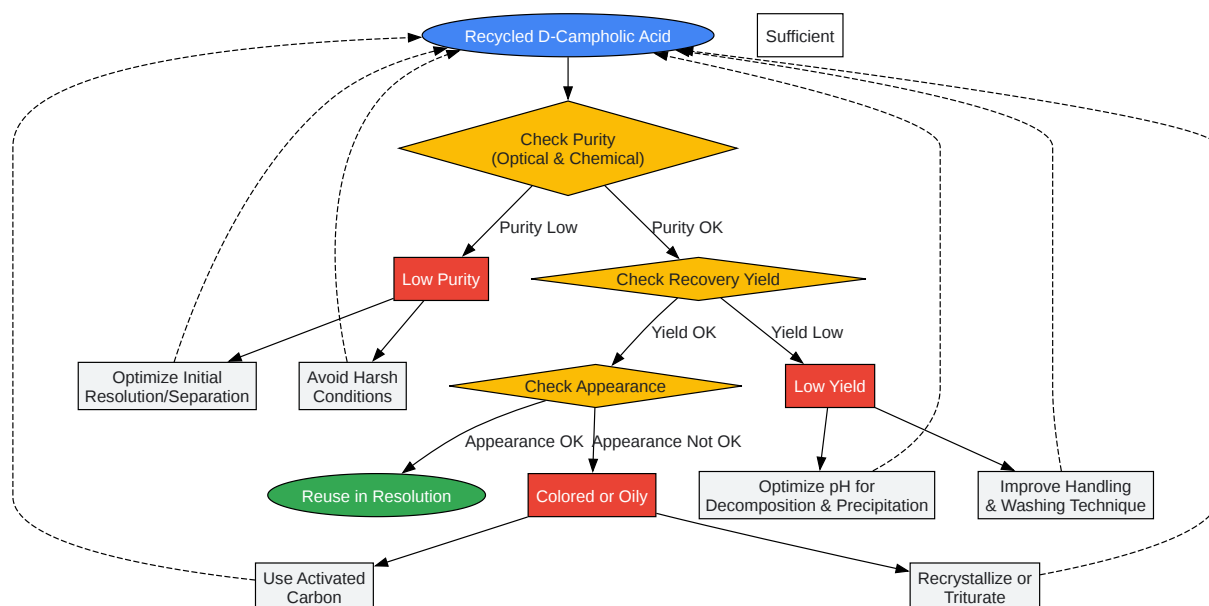 Recycled D-Campholic Acid
Sufficient
Check Purity
(Optical & Chemical)
Purity Low
Purity OK
Low Purity
Check Recovery Yield
Yield OK
Yield Low
Optimize Initial
Resolution/Separation
Avoid Harsh
Conditions
Check Appearance
Low Yield
Appearance OK
Appearance Not OK
Reuse in Resolution
Colored or Oily
Optimize pH for
Decomposition & Precipitation
Improve Handling
& Washing Technique
Use Activated
Carbon
Recrystallize or
Triturate